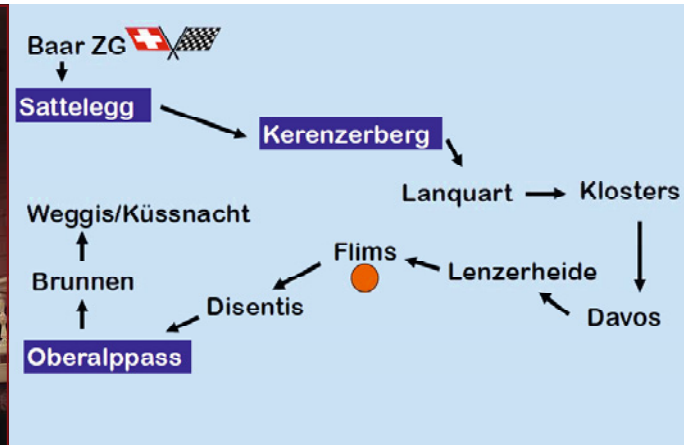 Baar ZG
Sattelegg
Kerenzerberg
Lanquart
Klosters
Davos
Lenzerheide
Flims
Disentis
Oberalppass
Brunnen
Weggis/Küssnacht